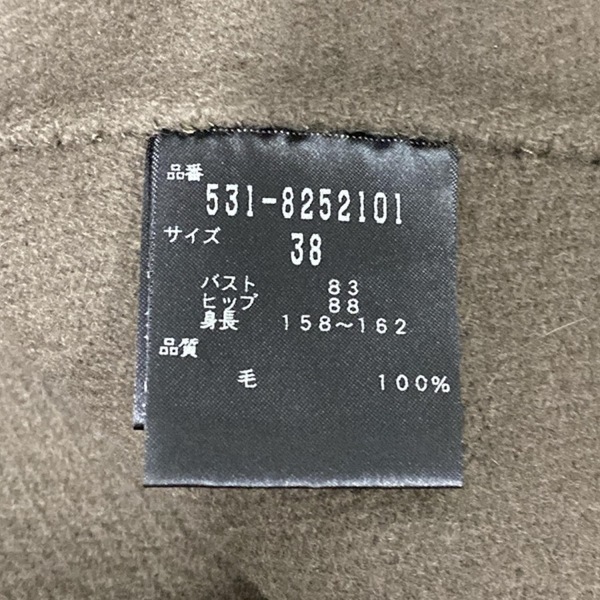 品番
531-8252101
サイズ
38
バスト 83
ヒップ 88
身長 158～162
品質
毛 100%